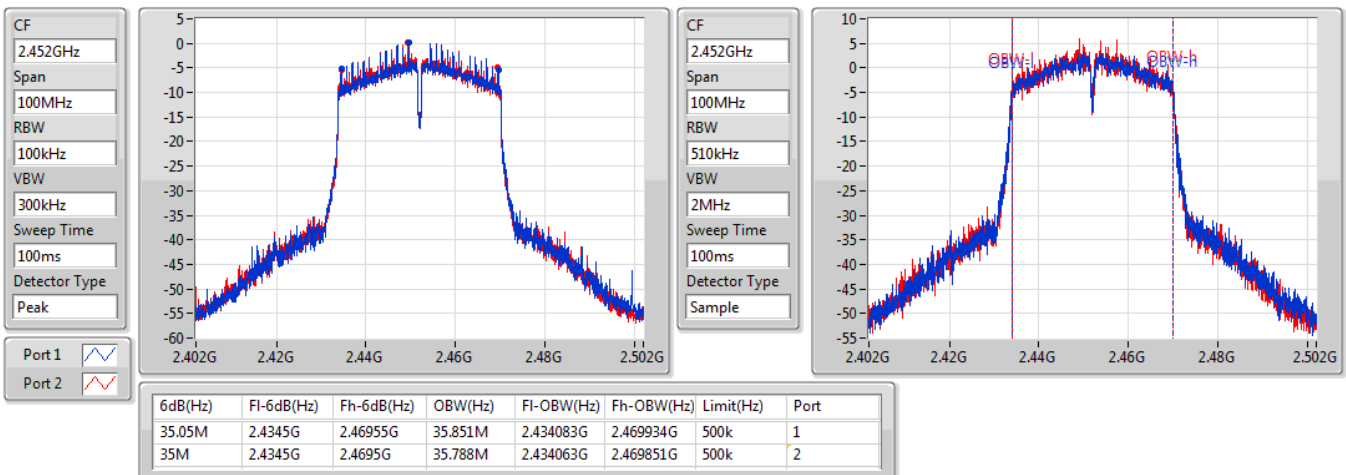 CF
2.452GHz
Span
100MHz
RBW
100kHz
VBW
300kHz
Sweep Time
100ms
Detector Type
Peak
Port 1
Port 2
5
0
-5
-10
-15
-20
-25
-30
-35
-40
-45
-50
-55
-60
2.402G 2.42G 2.44G 2.46G 2.48G 2.502G
CF
2.452GHz
Span
100MHz
RBW
510kHz
VBW
2MHz
Sweep Time
100ms
Detector Type
Sample
10
5
0
-5
-10
-15
-20
-25
-30
-35
-40
-45
-50
-55
OBW-l OBW-h
2.402G 2.42G 2.44G 2.46G 2.48G 2.502G
6dB(Hz) Fl-6dB(Hz) Fh-6dB(Hz) OBW(Hz) Fl-OBW(Hz) Fh-OBW(Hz) Limit(Hz) Port
35.05M 2.4345G 2.46955G 35.851M 2.434083G 2.469934G 500k 1
35M 2.4345G 2.4695G 35.788M 2.434063G 2.469851G 500k 2